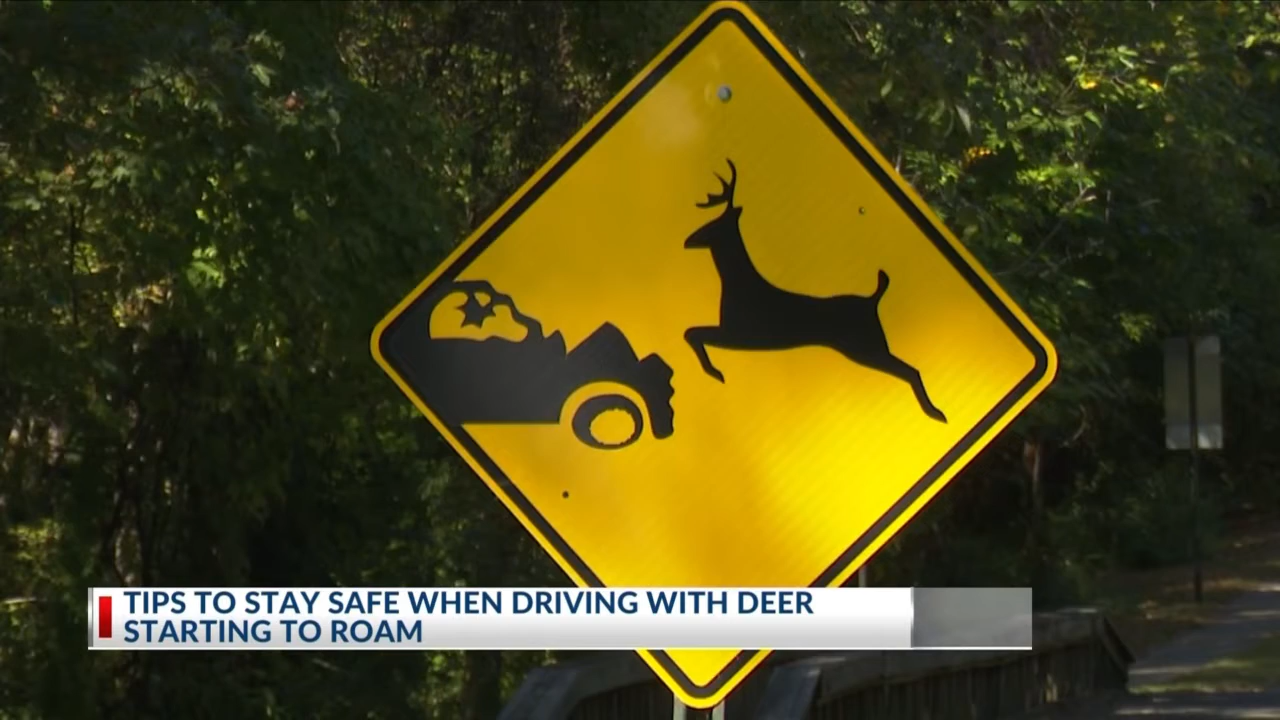 TIPS TO STAY SAFE WHEN DRIVING WITH DEER
STARTING TO ROAM